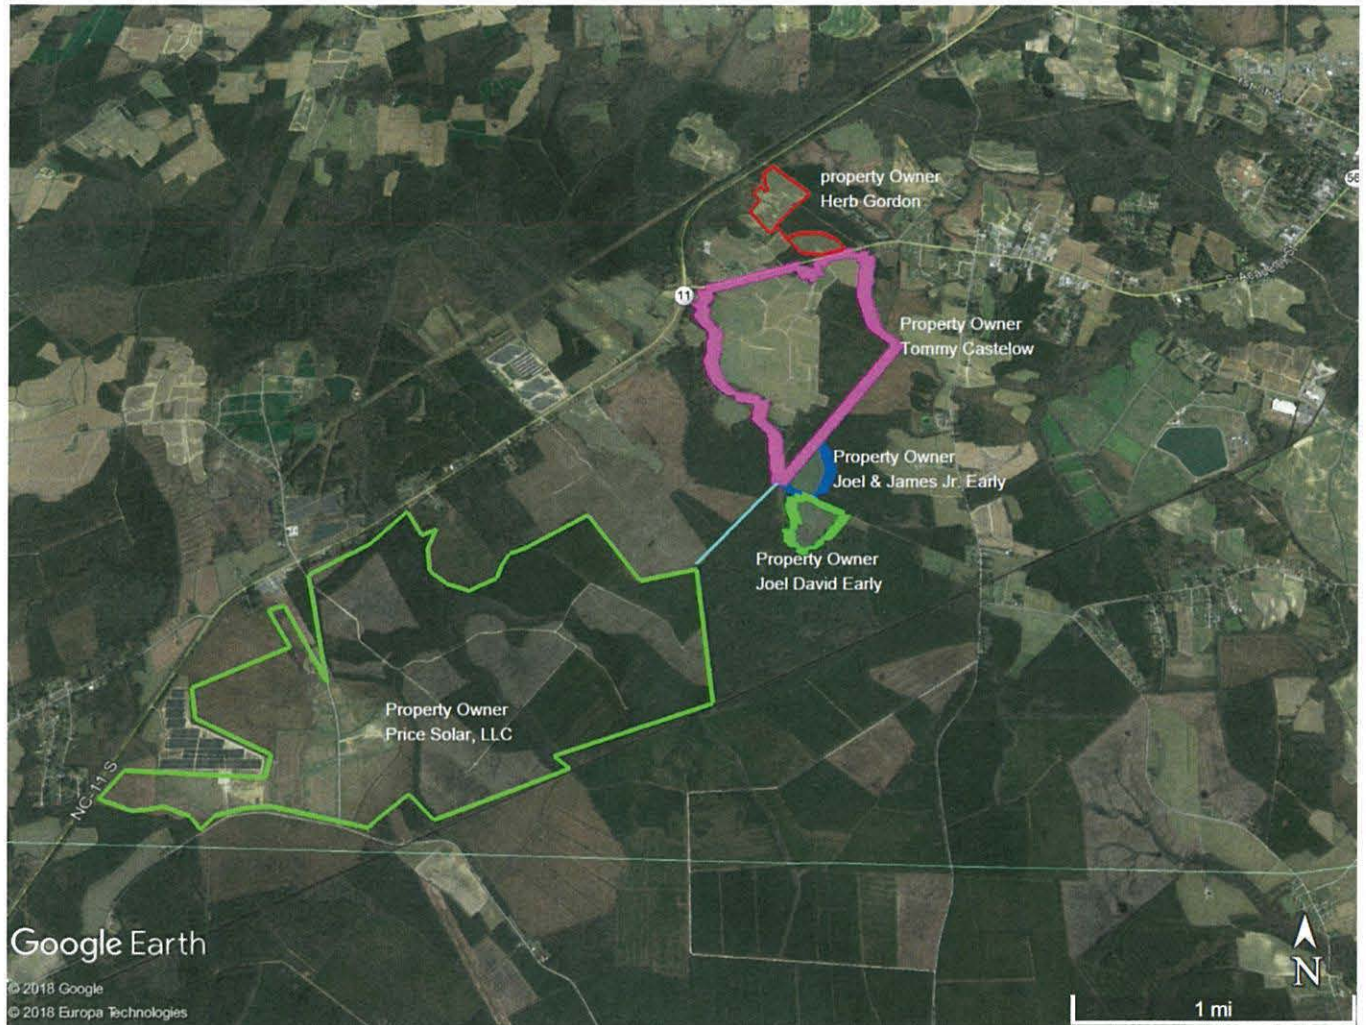 property Owner
Herb Gordon
56
11
Property Owner
Tommy Castelow
Property Owner
Joel & James Jr. Early
Property Owner
Joel David Early
Property Owner
Price Solar, LLC
NC-11 S
Google Earth
N
© 2018 Google
© 2018 Europa Technologies
1 mi